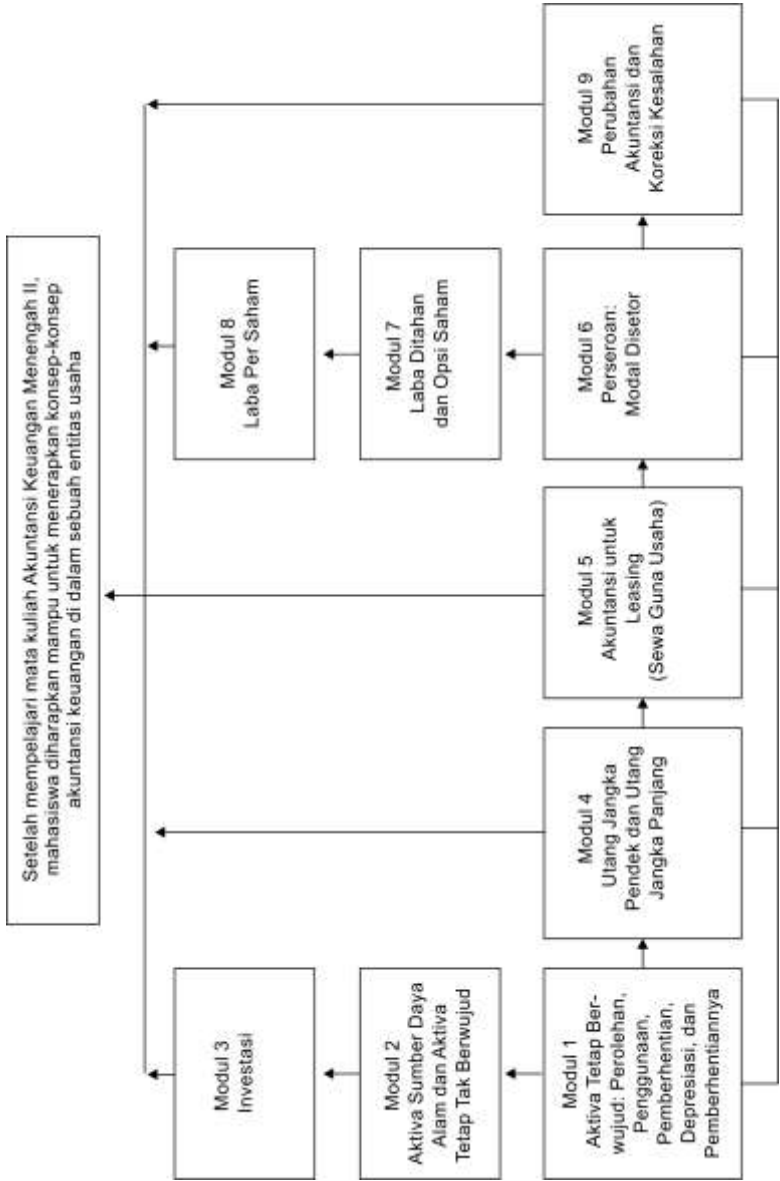 Setelah mempelajari mata kuliah Akuntansi Keuangan Menengah II,
mahasiswa diharapkan mampu untuk menerapkan konsep-konsep
akuntansi keuangan di dalam sebuah entitas usaha
Modul 3
Investasi
Modul 8
Laba Per Saham
Modul 2
Aktiva Sumber Daya
Alam dan Aktiva
Tetap Tak Berwujud
Modul 7
Laba Ditahan
dan Opsi Saham
Modul 1
Aktiva Tetap Ber-
wujud: Perolehan,
Penggunaan,
Pemberhentian,
Depresiasi, dan
Pemberhentiannya
Modul 4
Utang Jangka
Pendek dan Utang
Jangka Panjang
Modul 5
Akuntansi untuk
Leasing
(Sewa Guna Usaha)
Modul 6
Perseroan:
Modal Disetor
Modul 9
Perubahan
Akuntansi dan
Koreksi Kesalahan